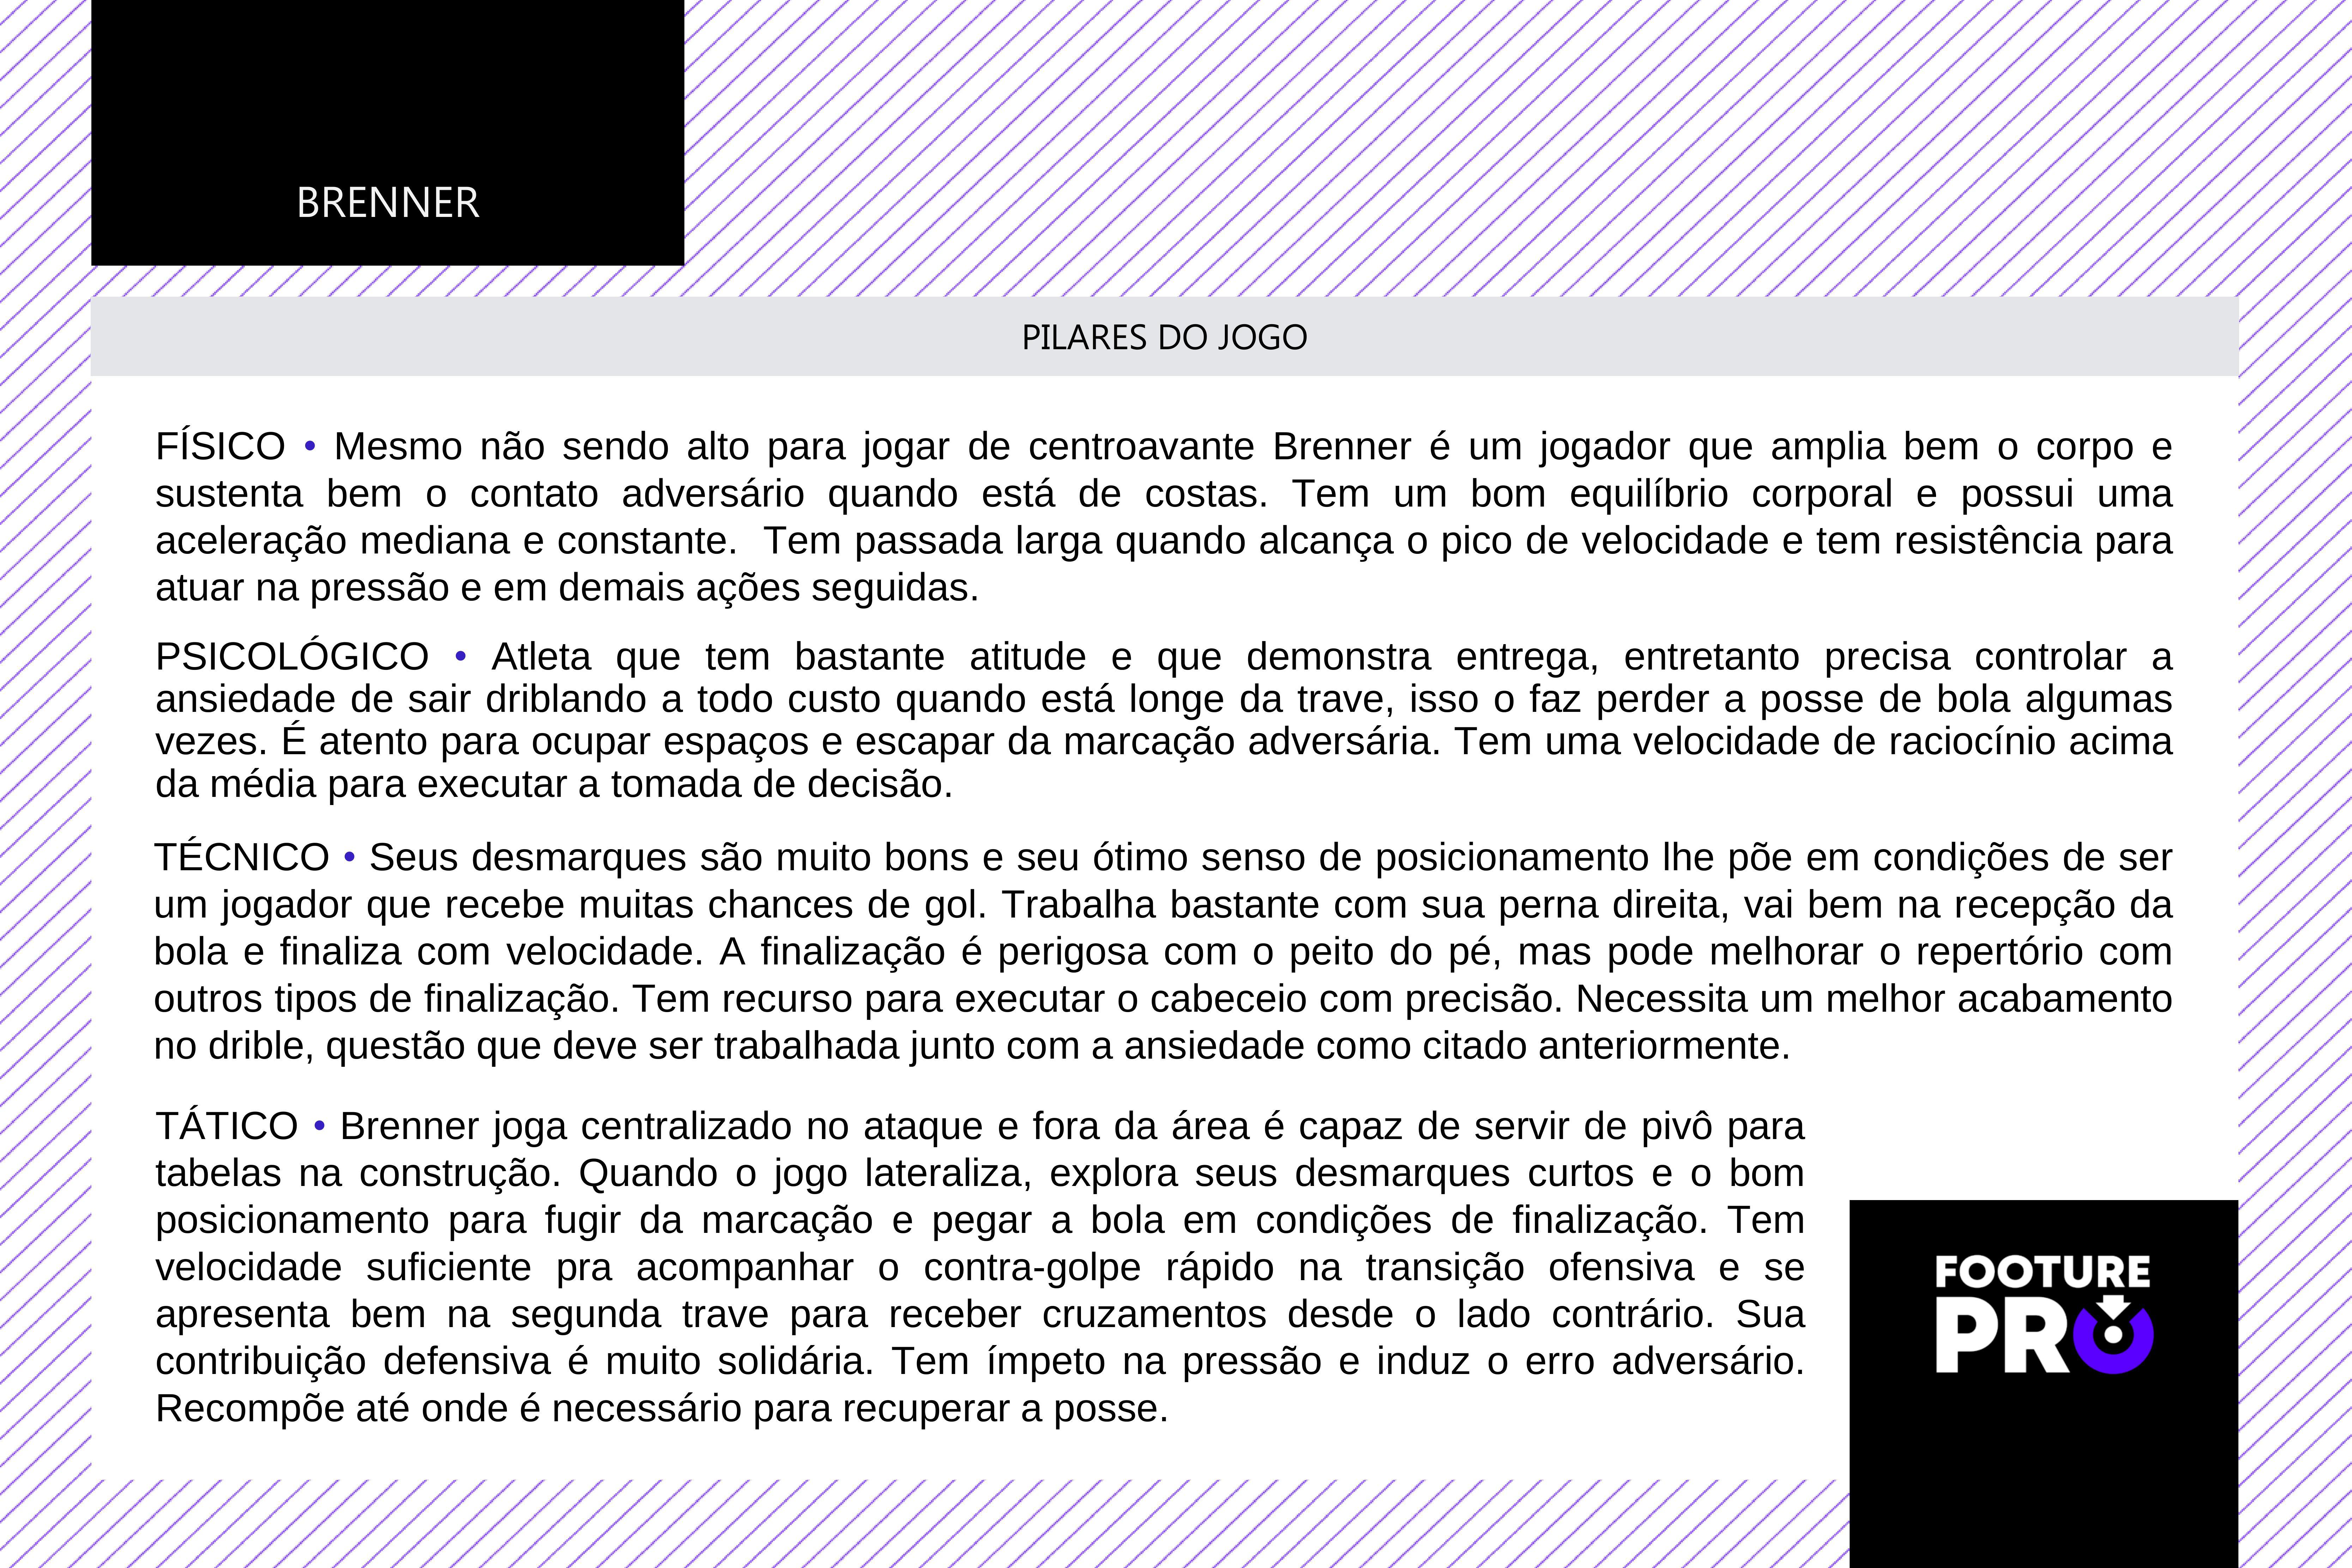 BRENNER
PILARES DO JOGO
FÍSICO • Mesmo não sendo alto para jogar de centroavante Brenner é um jogador que amplia bem o corpo e
sustenta bem o contato adversário quando está de costas. Tem um bom equilíbrio corporal e possui uma
aceleração mediana e constante.  Tem passada larga quando alcança o pico de velocidade e tem resistência para
atuar na pressão e em demais ações seguidas.
PSICOLÓGICO • Atleta que tem bastante atitude e que demonstra entrega, entretanto precisa controlar a
ansiedade de sair driblando a todo custo quando está longe da trave, isso o faz perder a posse de bola algumas
vezes. É atento para ocupar espaços e escapar da marcação adversária. Tem uma velocidade de raciocínio acima
da média para executar a tomada de decisão.
TÉCNICO • Seus desmarques são muito bons e seu ótimo senso de posicionamento lhe põe em condições de ser
um jogador que recebe muitas chances de gol. Trabalha bastante com sua perna direita, vai bem na recepção da
bola e finaliza com velocidade. A finalização é perigosa com o peito do pé, mas pode melhorar o repertório com
outros tipos de finalização. Tem recurso para executar o cabeceio com precisão. Necessita um melhor acabamento
no drible, questão que deve ser trabalhada junto com a ansiedade como citado anteriormente.
TÁTICO • Brenner joga centralizado no ataque e fora da área é capaz de servir de pivô para
tabelas na construção. Quando o jogo lateraliza, explora seus desmarques curtos e o bom
posicionamento para fugir da marcação e pegar a bola em condições de finalização. Tem
velocidade suficiente pra acompanhar o contra-golpe rápido na transição ofensiva e se
apresenta bem na segunda trave para receber cruzamentos desde o lado contrário. Sua
contribuição defensiva é muito solidária. Tem ímpeto na pressão e induz o erro adversário.
Recompõe até onde é necessário para recuperar a posse.
FOOTURE
PRO